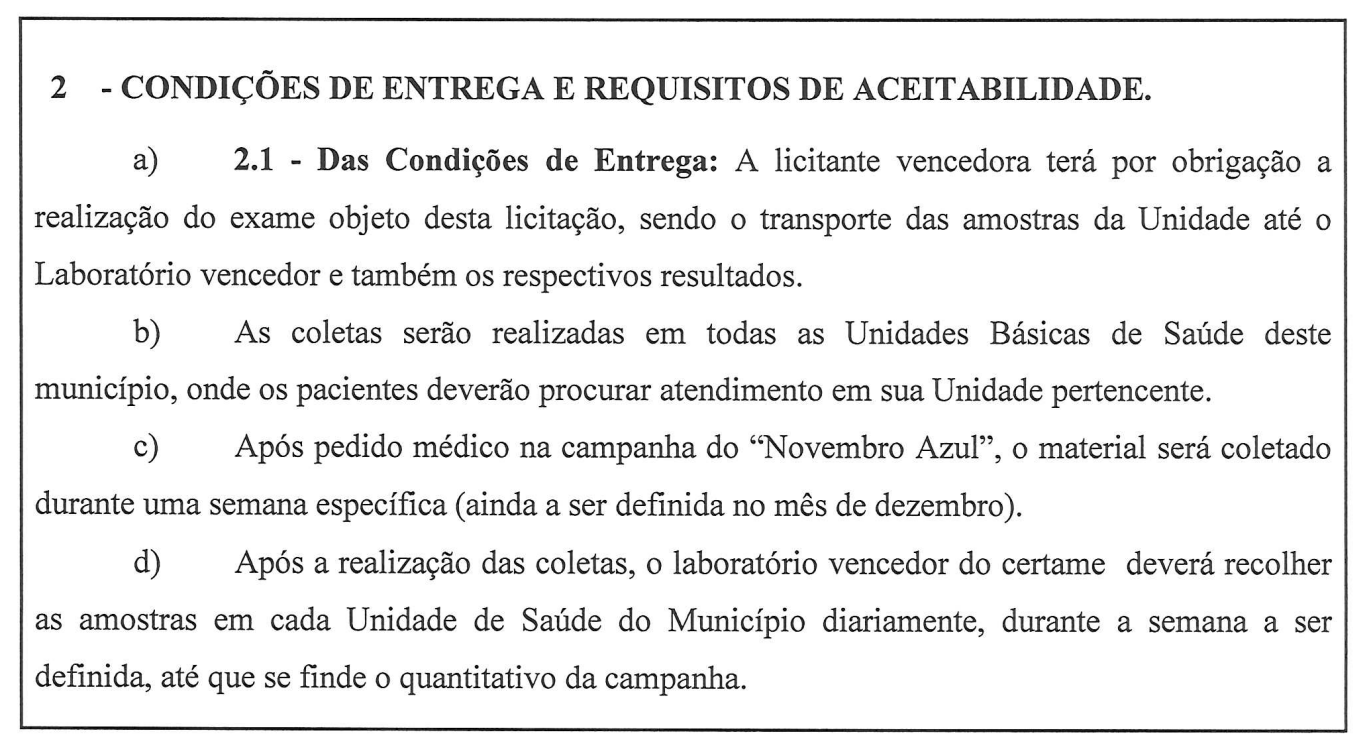 2 - CONDIÇÕES DE ENTREGA E REQUISITOS DE ACEITABILIDADE.
a) 2.1 - Das Condições de Entrega: A licitante vencedora terá por obrigação a
realização do exame objeto desta licitação, sendo o transporte das amostras da Unidade até o
Laboratório vencedor e também os respectivos resultados.
b) As coletas serão realizadas em todas as Unidades Básicas de Saúde deste
município, onde os pacientes deverão procurar atendimento em sua Unidade pertencente.
c) Após pedido médico na campanha do “Novembro Azul”, o material será coletado
durante uma semana específica (ainda a ser definida no mês de dezembro).
d) Após a realização das coletas, o laboratório vencedor do certame deverá recolher
as amostras em cada Unidade de Saúde do Município diariamente, durante a semana a ser
definida, até que se finde o quantitativo da campanha.